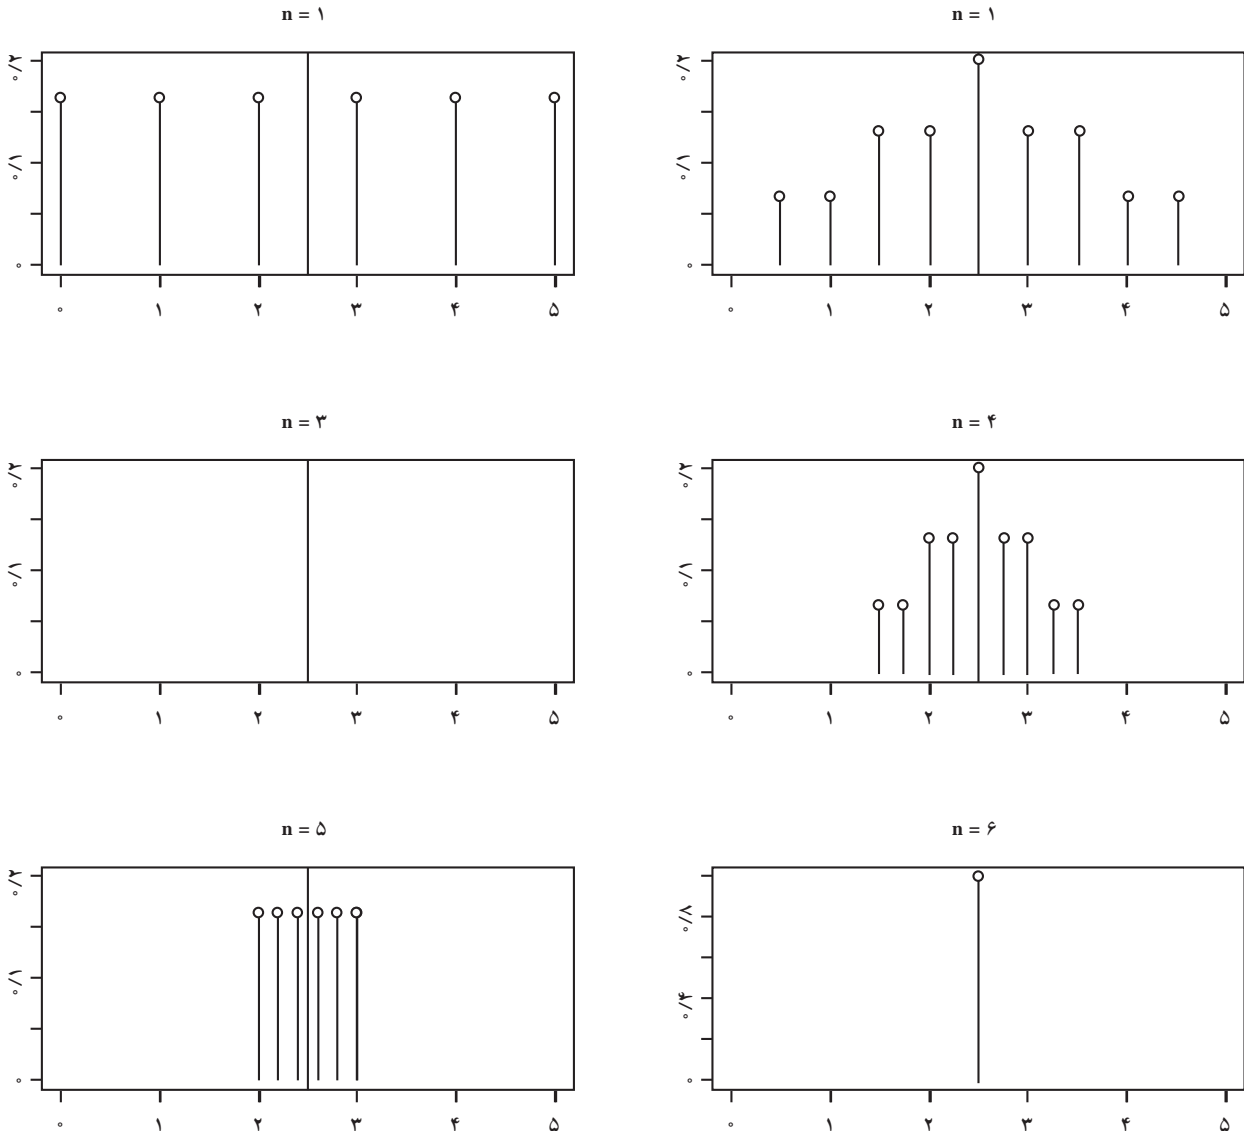 n = ۱
۰/۲
۰/۱
۰
۰ ۱ ۲ ۳ ۴ ۵
n = ۱
۰/۲
۰/۱
۰
۰ ۱ ۲ ۳ ۴ ۵
n = ۳
۰/۲
۰/۱
۰
۰ ۱ ۲ ۳ ۴ ۵
n = ۴
۰/۲
۰/۱
۰
۰ ۱ ۲ ۳ ۴ ۵
n = ۵
۰/۲
۰/۱
۰
۰ ۱ ۲ ۳ ۴ ۵
n = ۶
۰/۸
۰/۴
۰
۰ ۱ ۲ ۳ ۴ ۵